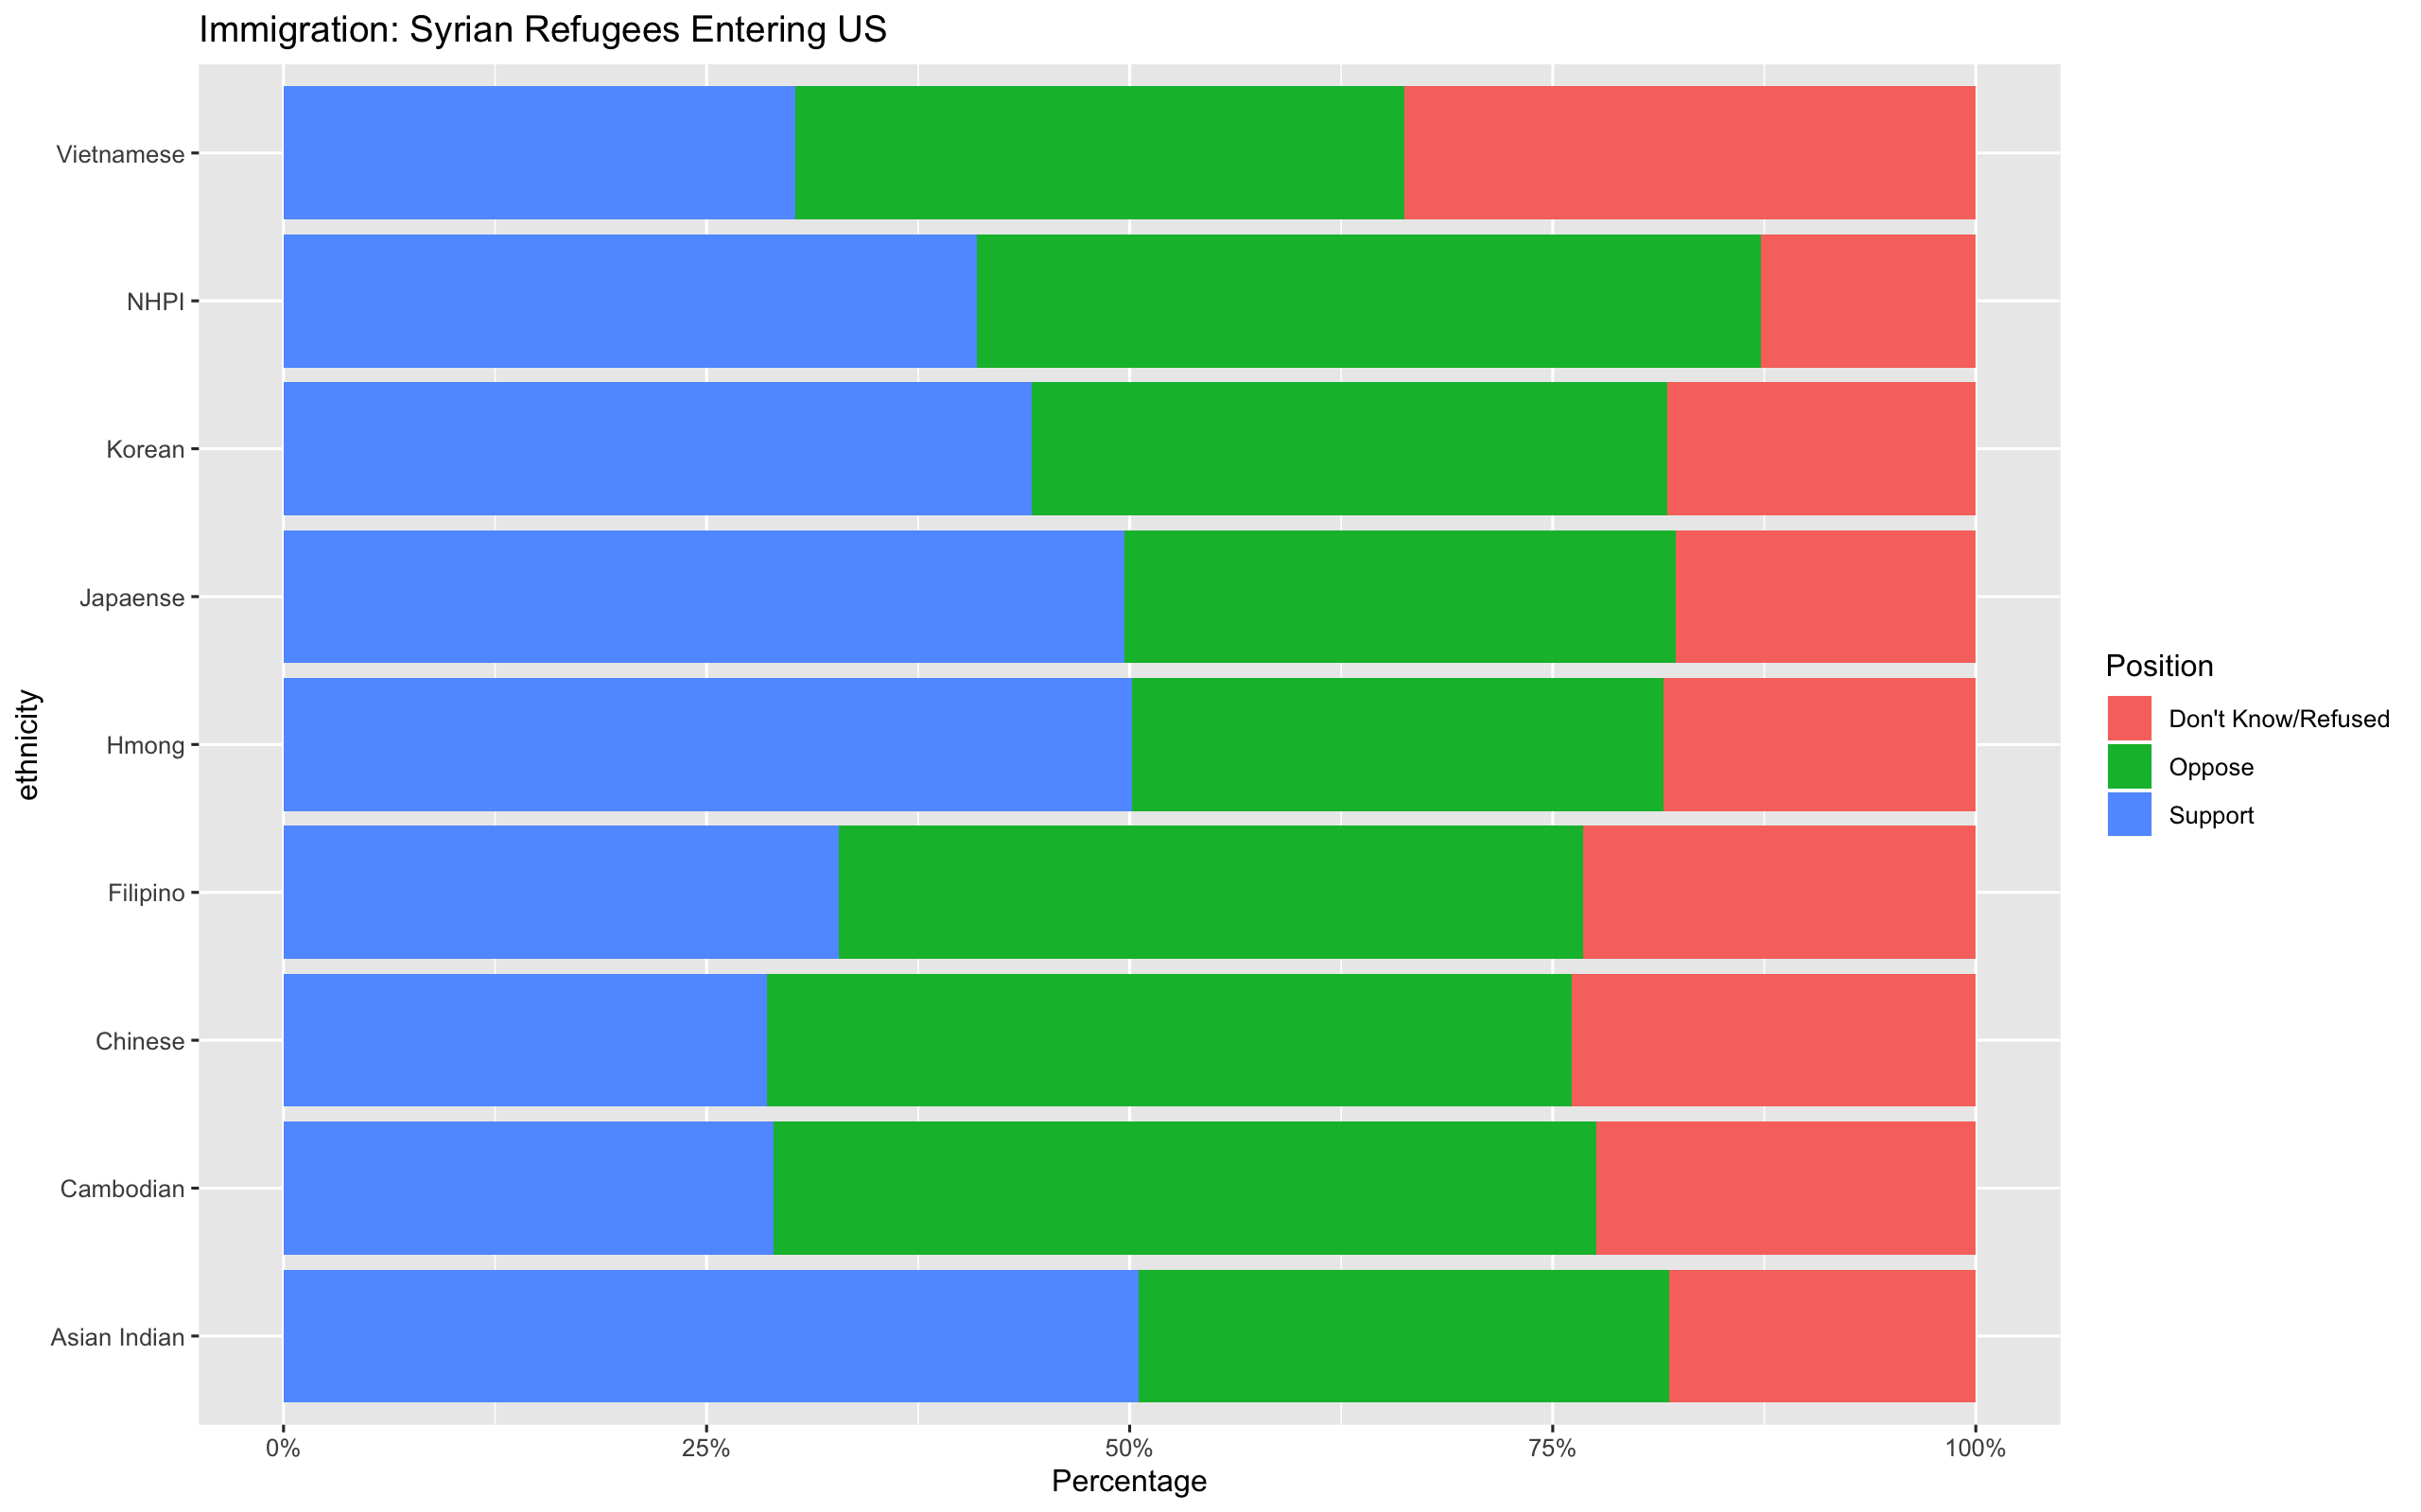 Immigration: Syrian Refugees Entering US
ethnicity
Vietnamese
NHPI
Korean
Japaense
Hmong
Filipino
Chinese
Cambodian
Asian Indian
0% 25% 50% 75% 100%
Percentage
Position
Don't Know/Refused
Oppose
Support